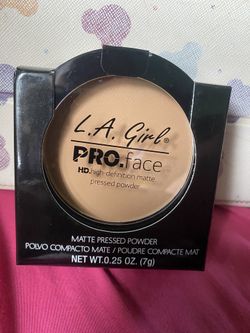 L.A. Girl
PRO.face
HD.high-definition matte
pressed powder
MATTE PRESSED POWDER
POLVO COMPACTO MATE / POUDRE COMPACTE MAT
NET WT.0.25 OZ. (7g)